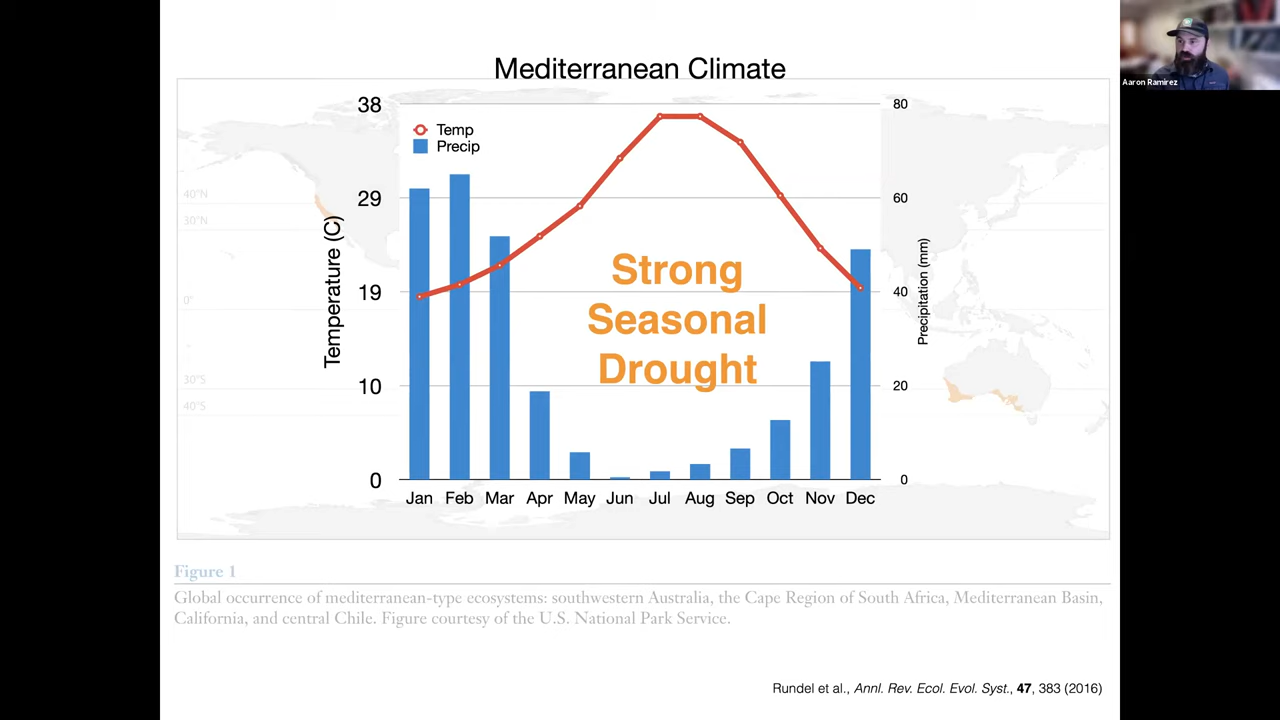 Aaron Ramirez
Mediterranean Climate
38
80
Temp
Precip
40°N
29
60
30°N
Temperature (C)
Precipitation (mm)
Strong
Seasonal
Drought
0°
19
40
30°S
10
20
40°S
0
0
Jan Feb Mar Apr May Jun Jul Aug Sep Oct Nov Dec
Figure 1
Global occurrence of mediterranean-type ecosystems: southwestern Australia, the Cape Region of South Africa, Mediterranean Basin,
California, and central Chile. Figure courtesy of the U.S. National Park Service.
Rundel et al., Annl. Rev. Ecol. Evol. Syst., 47, 383 (2016)